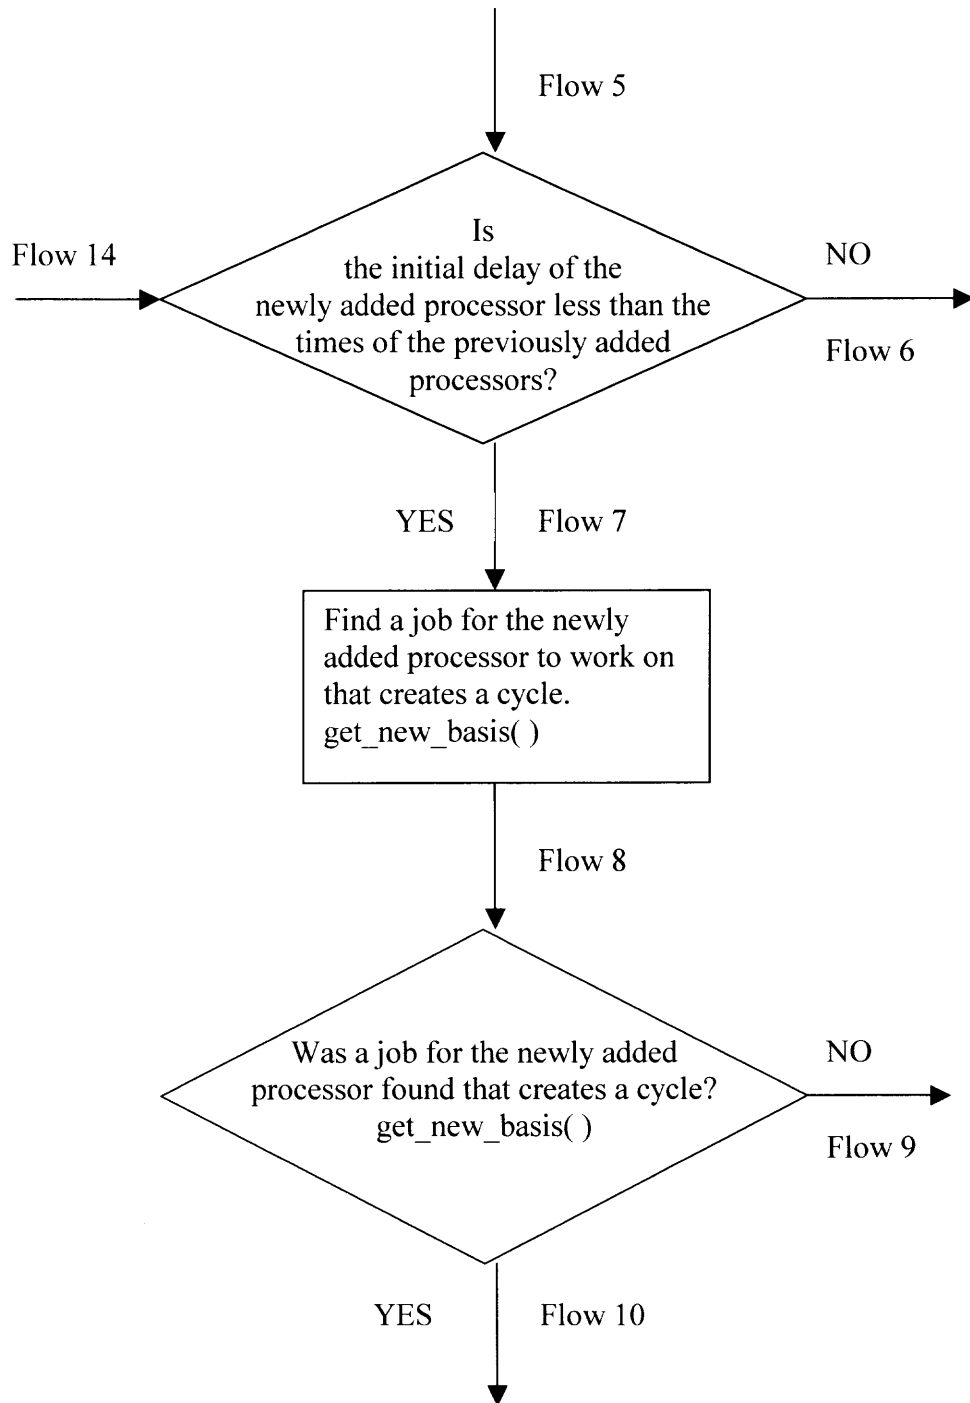 Flow 5
Is
the initial delay of the
newly added processor less than the
times of the previously added
processors?
Flow 14
NO
Flow 6
YES
Flow 7
Find a job for the newly
added processor to work on
that creates a cycle.
get_new_basis( )
Flow 8
Was a job for the newly added
processor found that creates a cycle?
get_new_basis( )
NO
Flow 9
YES
Flow 10